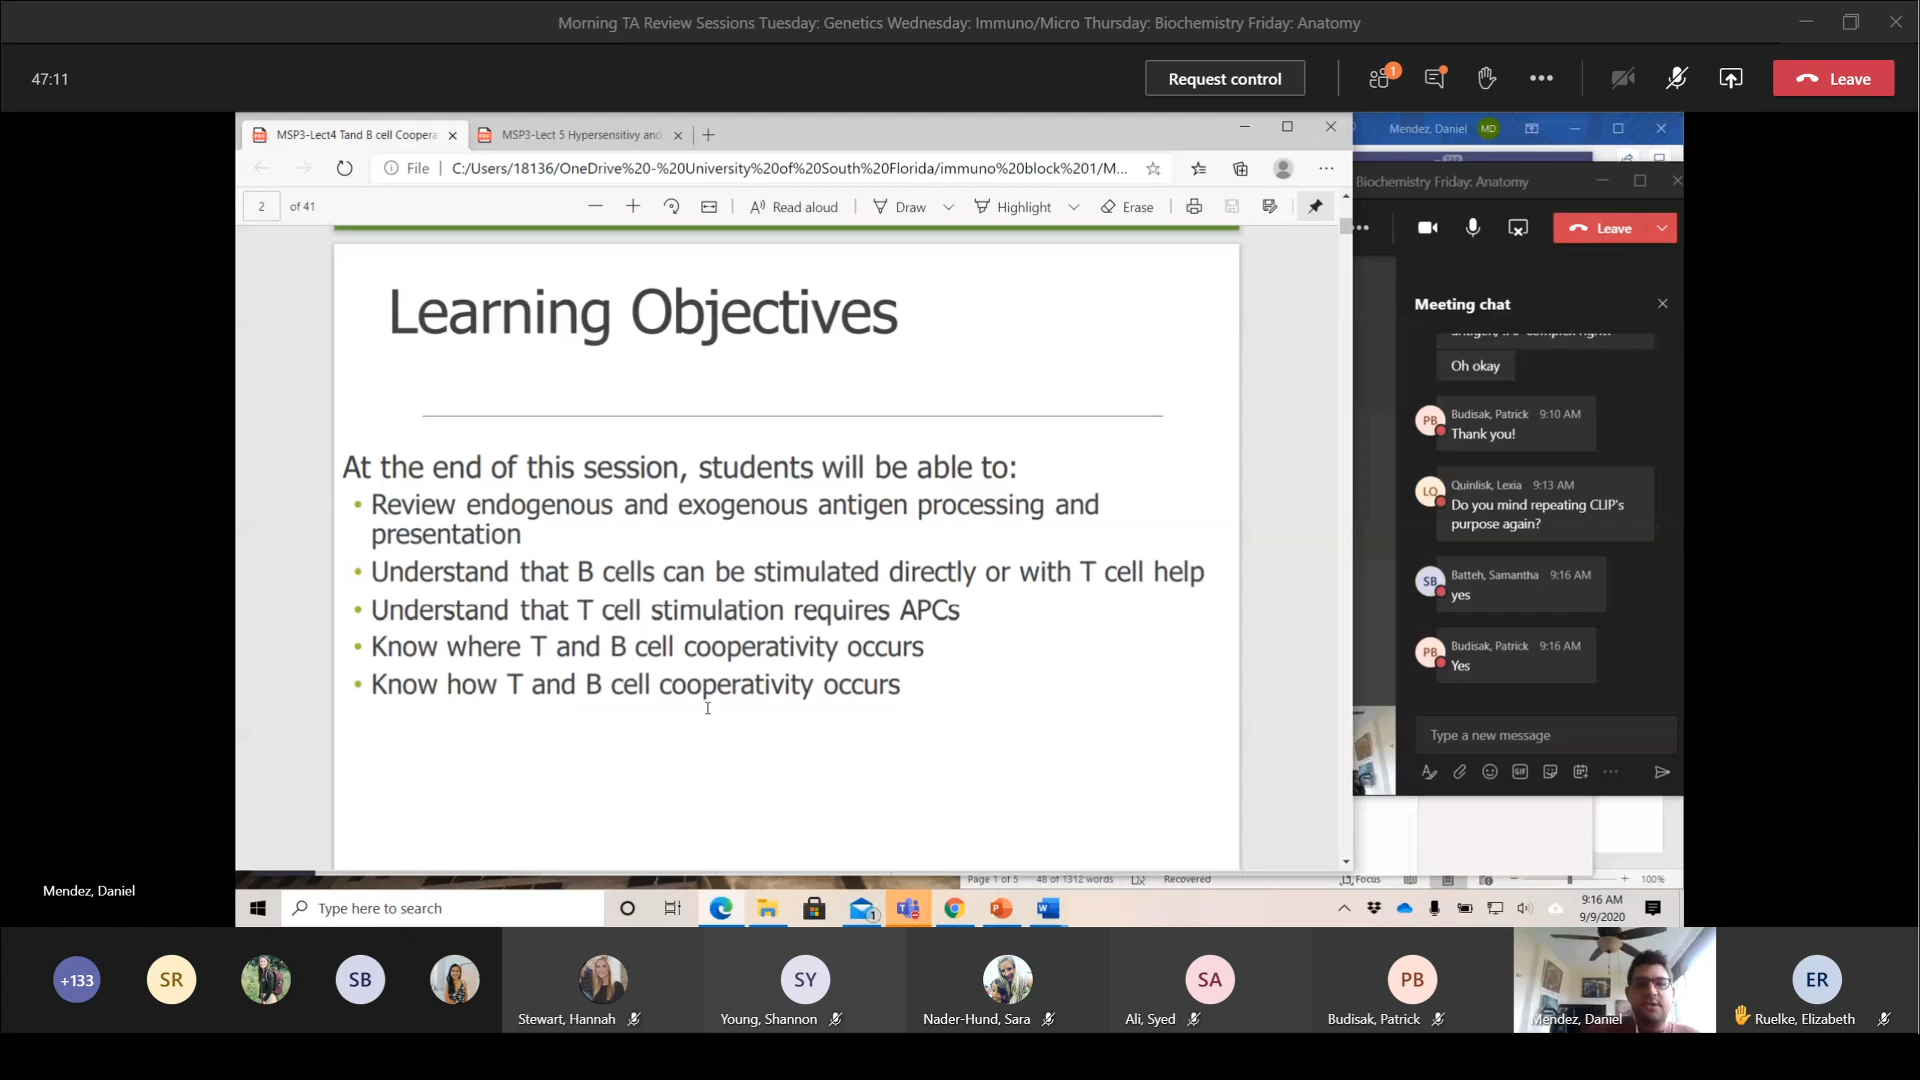 Morning TA Review Sessions Tuesday: Genetics Wednesday: Immuno/Micro Thursday: Biochemistry Friday: Anatomy
47:11
Request control
1
Leave
MSP3-Lect4 Tand B cell Coopera
MSP3-Lect 5 Hypersensitivy and
Mendez, Daniel
MD
File
C:/Users/18136/OneDrive%20-%20University%20of%20South%20Florida/immuno%20block%201/M...
Biochemistry Friday: Anatomy
2 of 41
Read aloud
Draw
Highlight
Erase
Leave
Learning Objectives
At the end of this session, students will be able to:
• Review endogenous and exogenous antigen processing and
presentation
• Understand that B cells can be stimulated directly or with T cell help
• Understand that T cell stimulation requires APCs
• Know where T and B cell cooperativity occurs
• Know how T and B cell cooperativity occurs
Meeting chat
Oh okay
PB
Budisak, Patrick 9:10 AM
Thank you!
LQ
Quinlisk, Lexia 9:13 AM
Do you mind repeating CLIP's
purpose again?
SB
Batteh, Samantha 9:16 AM
yes
PB
Budisak, Patrick 9:16 AM
Yes
Type a new message
GIF
Page 1 of 5 48 of 1312 words Recovered
Focus
100%
Mendez, Daniel
Type here to search
1
9:16 AM
9/9/2020
+133
SR
SB
Stewart, Hannah
SY
Young, Shannon
Nader-Hund, Sara
SA
Ali, Syed
PB
Budisak, Patrick
Mendez, Daniel
ER
Ruelke, Elizabeth